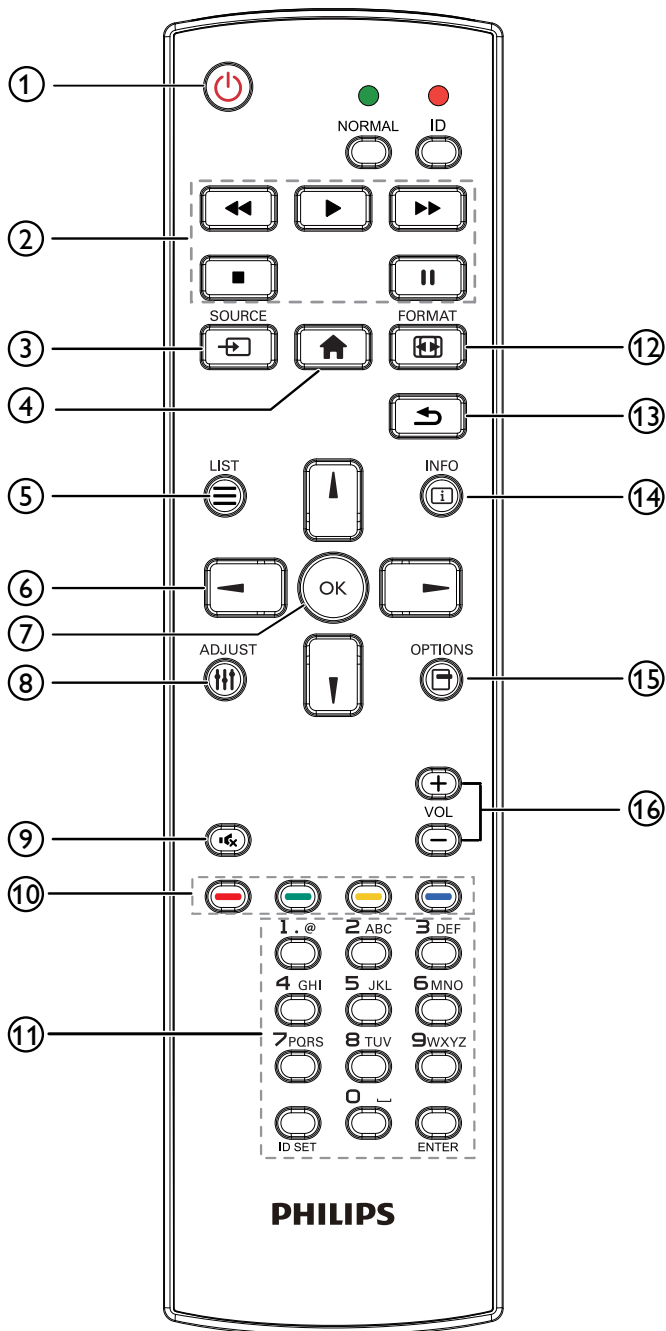 ①
NORMAL ID
②
SOURCE FORMAT
③ ⑫
④
⑬
LIST INFO
⑤ i ⑭
⑥ OK
⑦
ADJUST OPTIONS
⑧ ⑮
+
VOL ⑯
⑨ −
⑩
1 . @ 2 ABC 3 DEF
4 GHI 5 JKL 6 MNO
⑪ 7 PQRS 8 TUV 9 WXYZ
0 ⎵
ID SET ENTER
PHILIPS